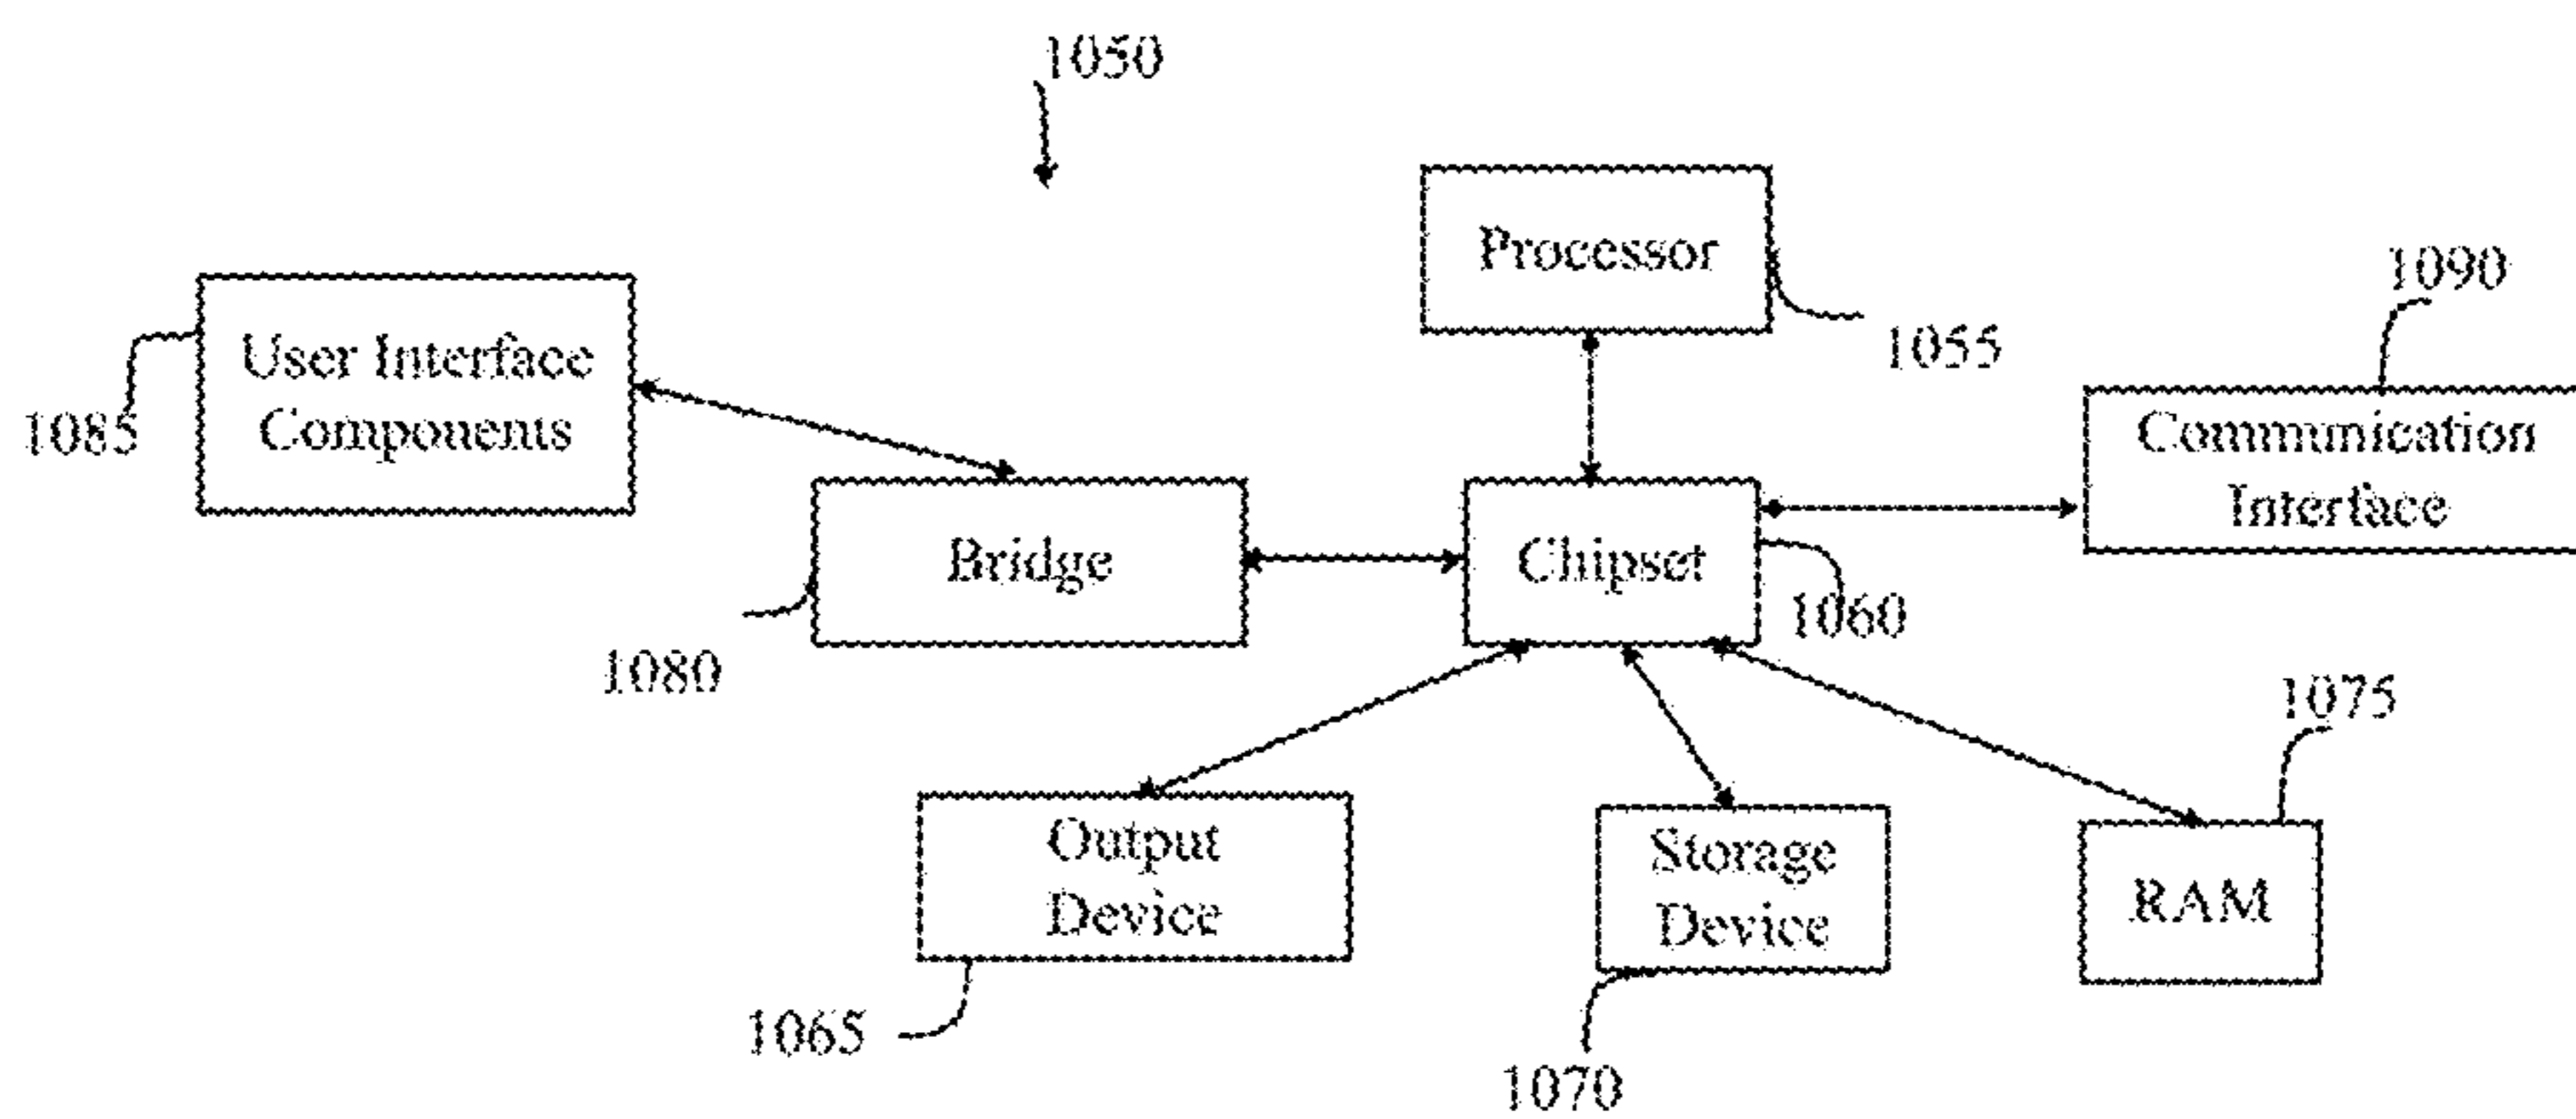 1050
Processor
1090
1055
User Interface
Components
1085
Communication
Interface
Bridge
Chipset
1060
1080
1075
Output
Device
Storage
Device
RAM
1065
1070